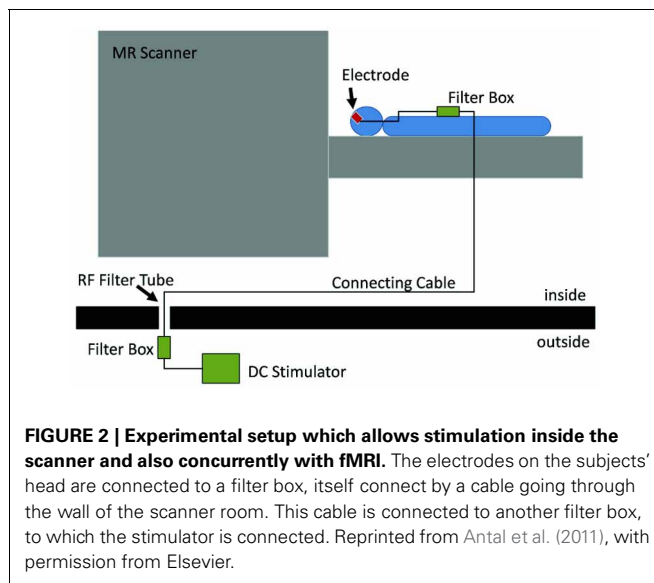 MR Scanner
Electrode
Filter Box
RF Filter Tube
Connecting Cable
inside
outside
Filter Box
DC Stimulator
FIGURE 2 | Experimental setup which allows stimulation inside the
scanner and also concurrently with fMRI. The electrodes on the subjects’
head are connected to a filter box, itself connect by a cable going through
the wall of the scanner room. This cable is connected to another filter box,
to which the stimulator is connected. Reprinted from Antal et al. (2011), with
permission from Elsevier.